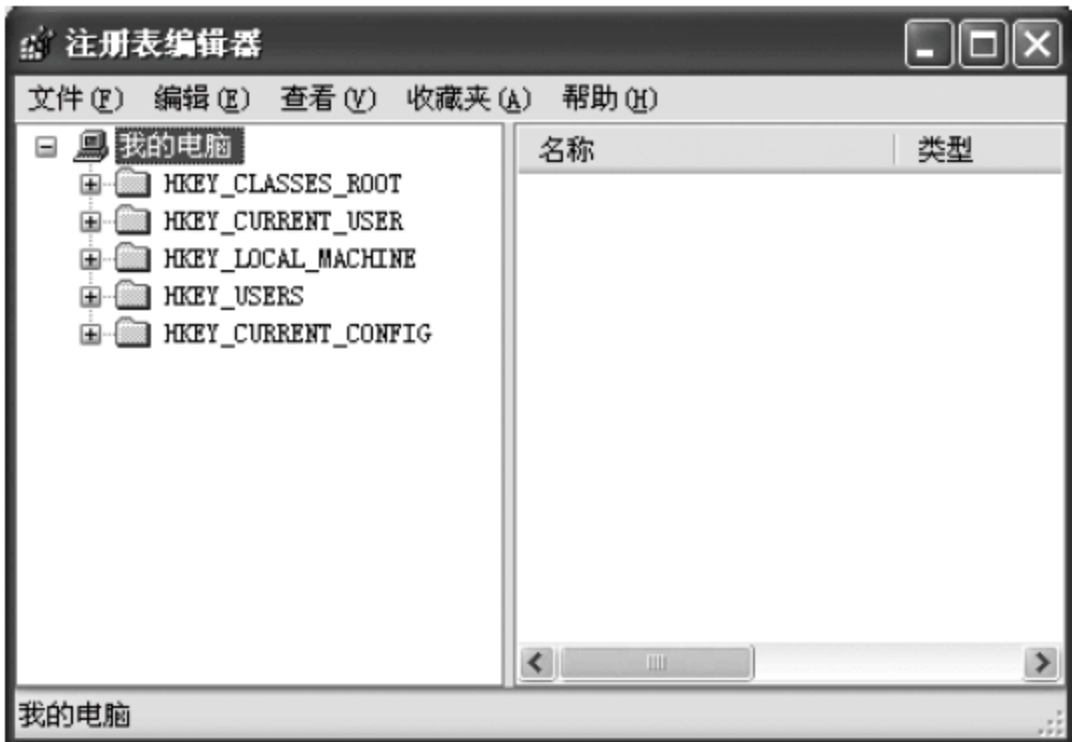 注册表编辑器
文件(F) 编辑(E) 查看(V) 收藏夹(A) 帮助(H)
我的电脑
HKEY_CLASSES_ROOT
HKEY_CURRENT_USER
HKEY_LOCAL_MACHINE
HKEY_USERS
HKEY_CURRENT_CONFIG
名称 类型
我的电脑